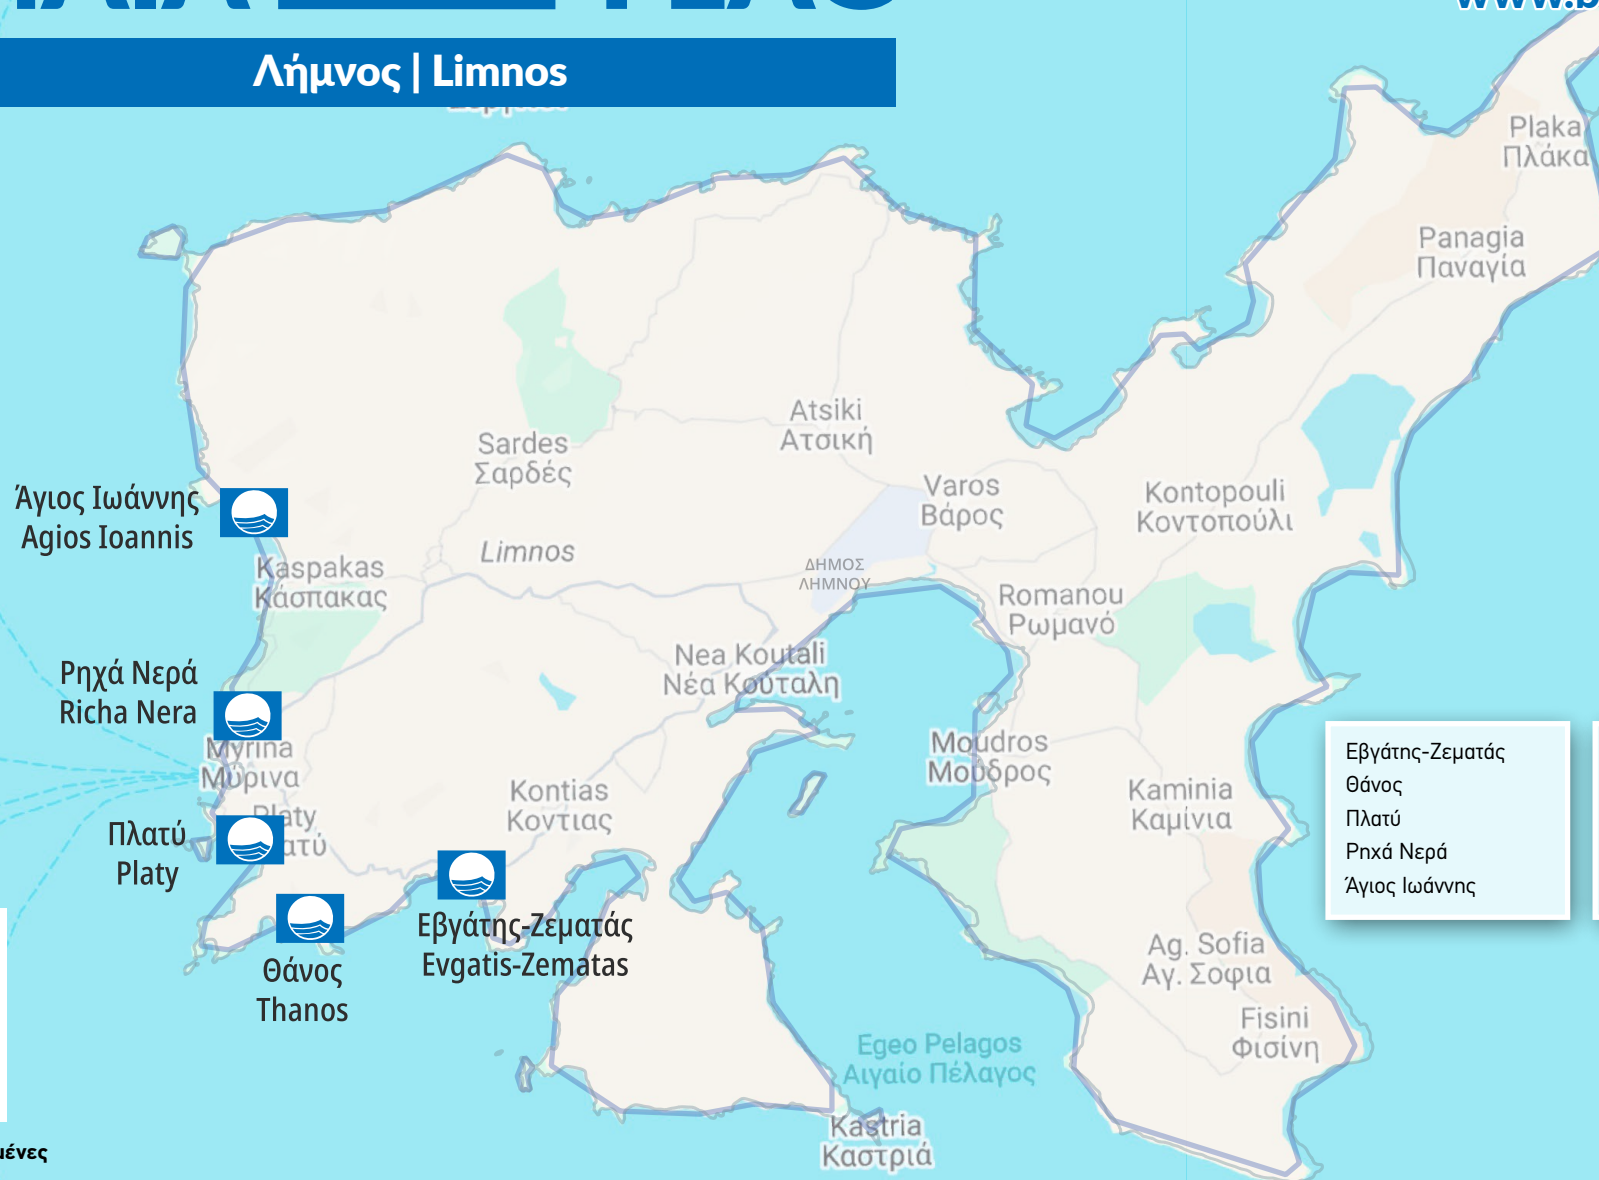 Λήμνος | Limnos
Plaka
Πλάκα
Panagia
Παναγία
Atsiki
Ατσική
Sardes
Σαρδές
Varos
Βάρος
Kontopouli
Κοντοπούλι
Άγιος Ιωάννης
Agios Ioannis
Limnos
Kaspakas
Κάσπακας
ΔΗΜΟΣ
ΛΗΜΝΟΥ
Romanou
Ρωμανό
Nea Koutali
Νέα Κούταλη
Ρηχά Νερά
Richa Nera
Myrina
Μύρινα
Moudros
Μούδρος
Kontias
Κοντιας
Kaminia
Καμίνια
Εβγάτης-Ζεματάς
Θάνος
Πλατύ
Ρηχά Νερά
Άγιος Ιωάννης
Πλατύ
Platy
Εβγάτης-Ζεματάς
Evgatis-Zematas
Θάνος
Thanos
Ag. Sofia
Αγ. Σοφια
Fisini
Φισίνη
Egeo Pelagos
Αιγαίο Πέλαγος
Kastria
Καστριά